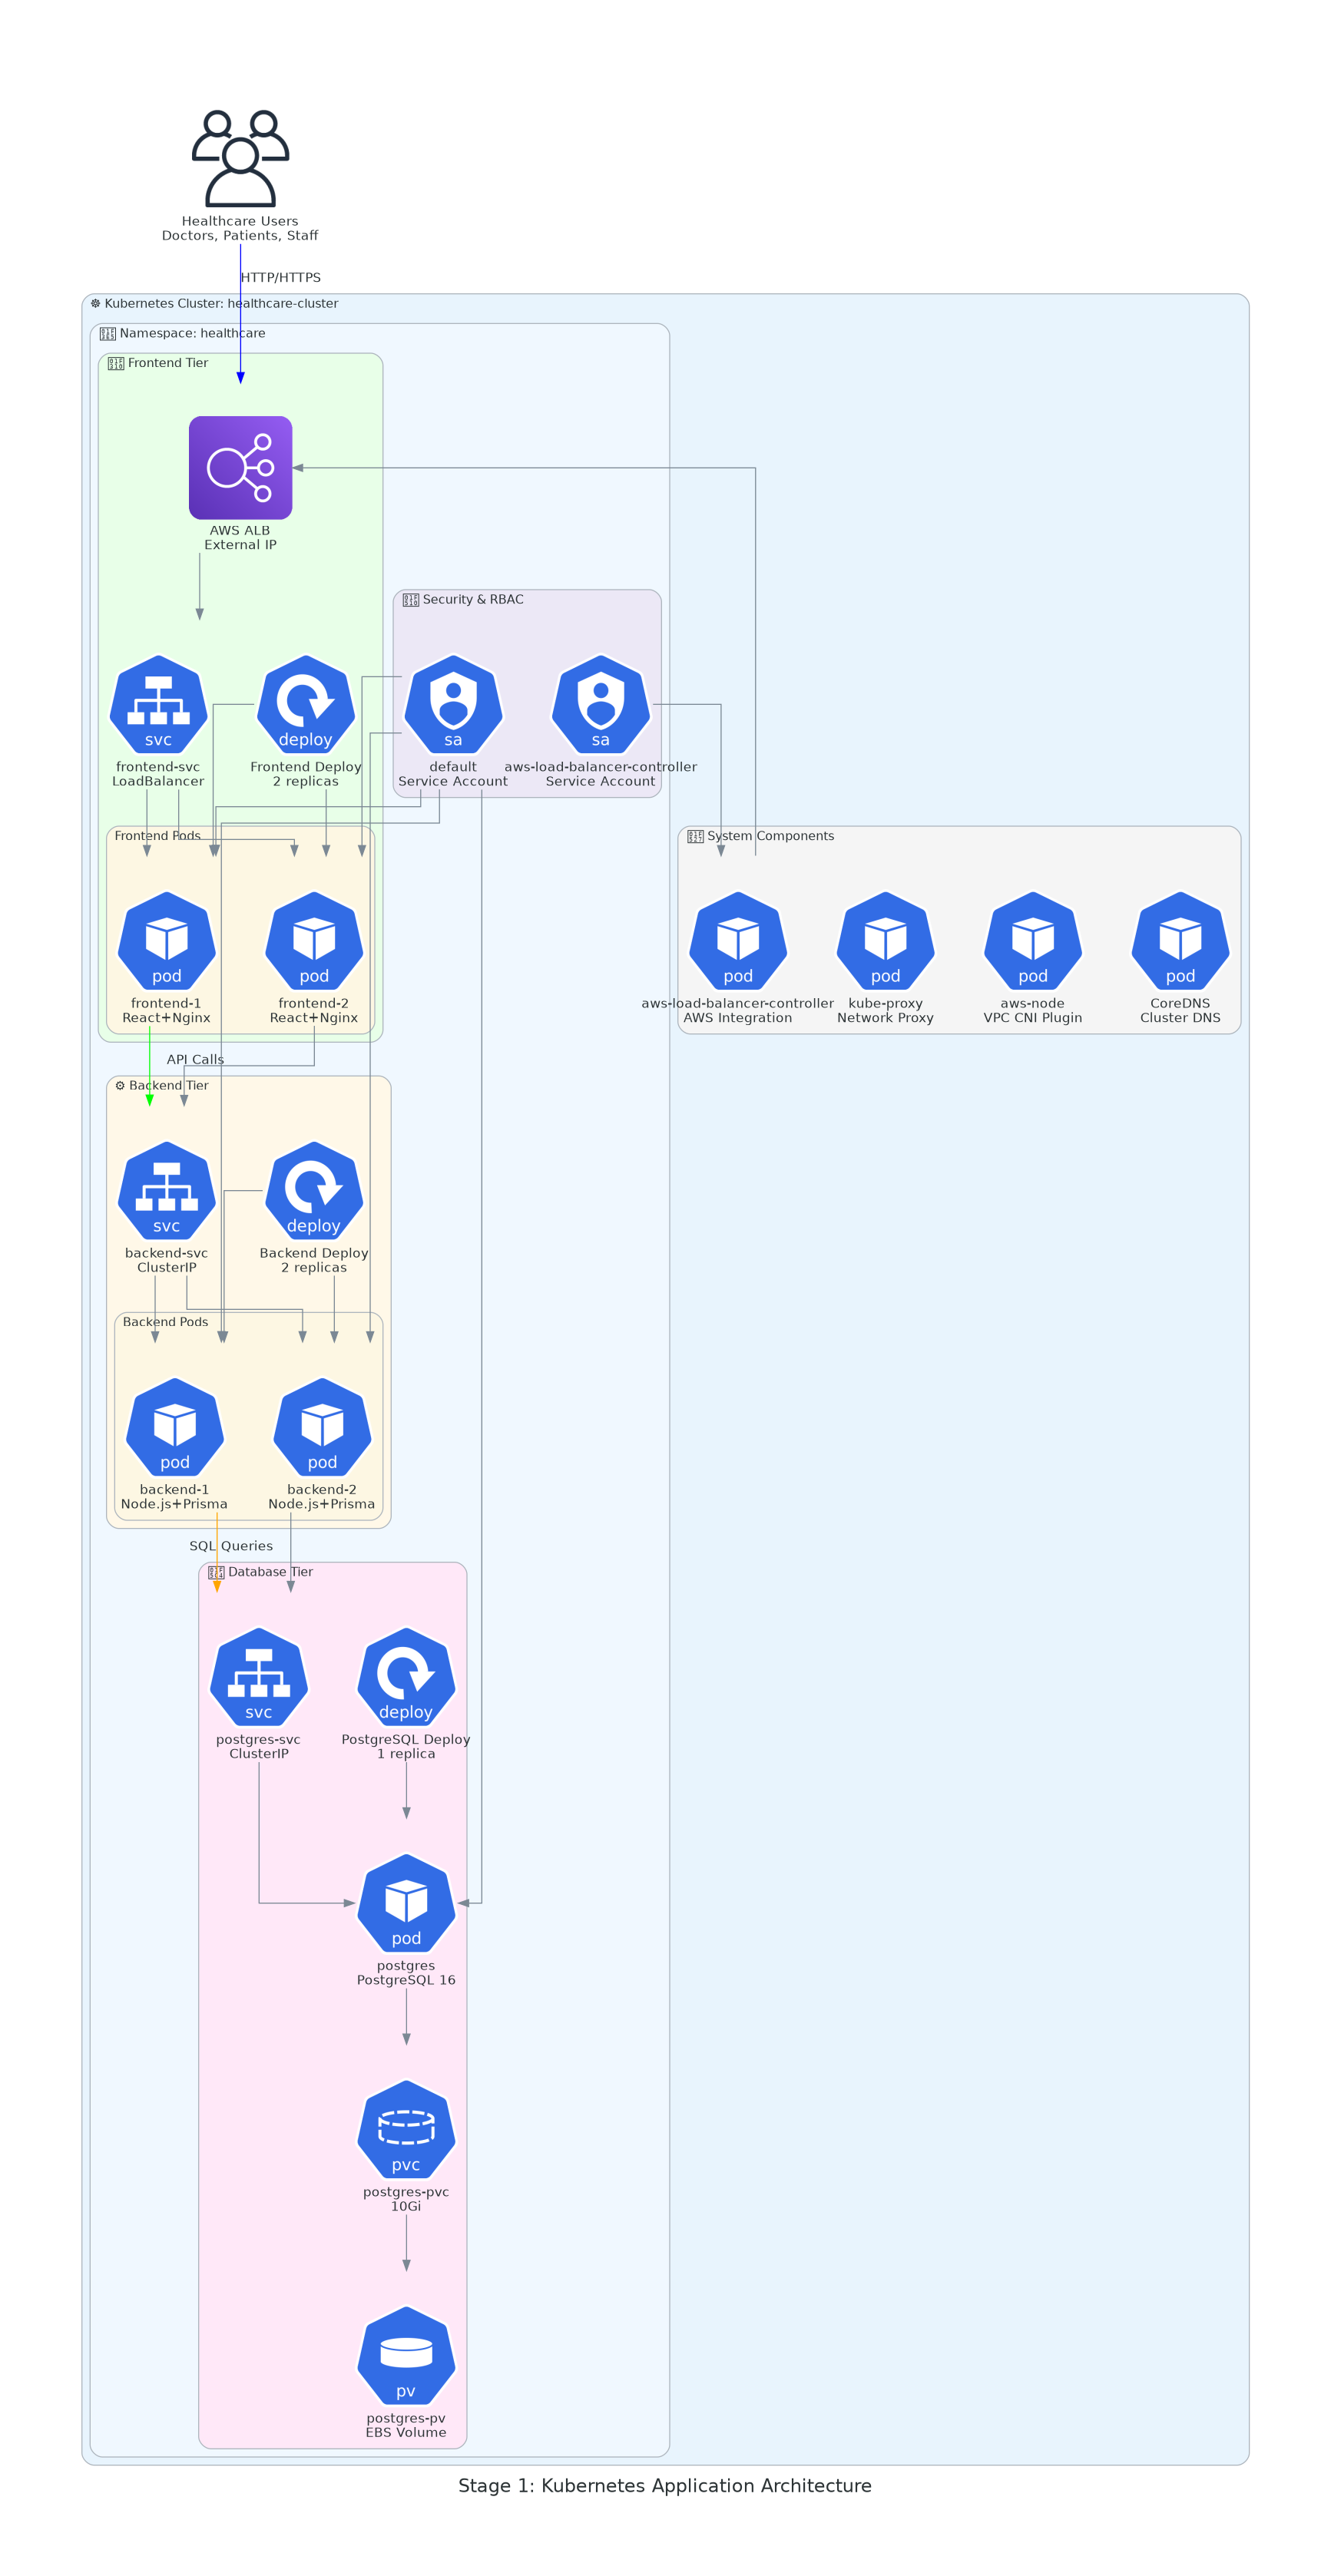 Healthcare Users
Doctors, Patients, Staff
HTTP/HTTPS
☸ Kubernetes Cluster: healthcare-cluster
Namespace: healthcare
Frontend Tier
AWS ALB
External IP
Security & RBAC
svc
deploy
sa
sa
frontend-svc
LoadBalancer
Frontend Deploy
2 replicas
default
Service Account
aws-load-balancer-controller
Service Account
Frontend Pods
System Components
pod
pod
pod
pod
pod
pod
frontend-1
React+Nginx
frontend-2
React+Nginx
aws-load-balancer-controller
AWS Integration
kube-proxy
Network Proxy
aws-node
VPC CNI Plugin
CoreDNS
Cluster DNS
API Calls
⚙ Backend Tier
svc
deploy
backend-svc
ClusterIP
Backend Deploy
2 replicas
Backend Pods
pod
pod
backend-1
Node.js+Prisma
backend-2
Node.js+Prisma
SQL Queries
Database Tier
svc
deploy
postgres-svc
ClusterIP
PostgreSQL Deploy
1 replica
pod
postgres
PostgreSQL 16
pvc
postgres-pvc
10Gi
pv
postgres-pv
EBS Volume
Stage 1: Kubernetes Application Architecture